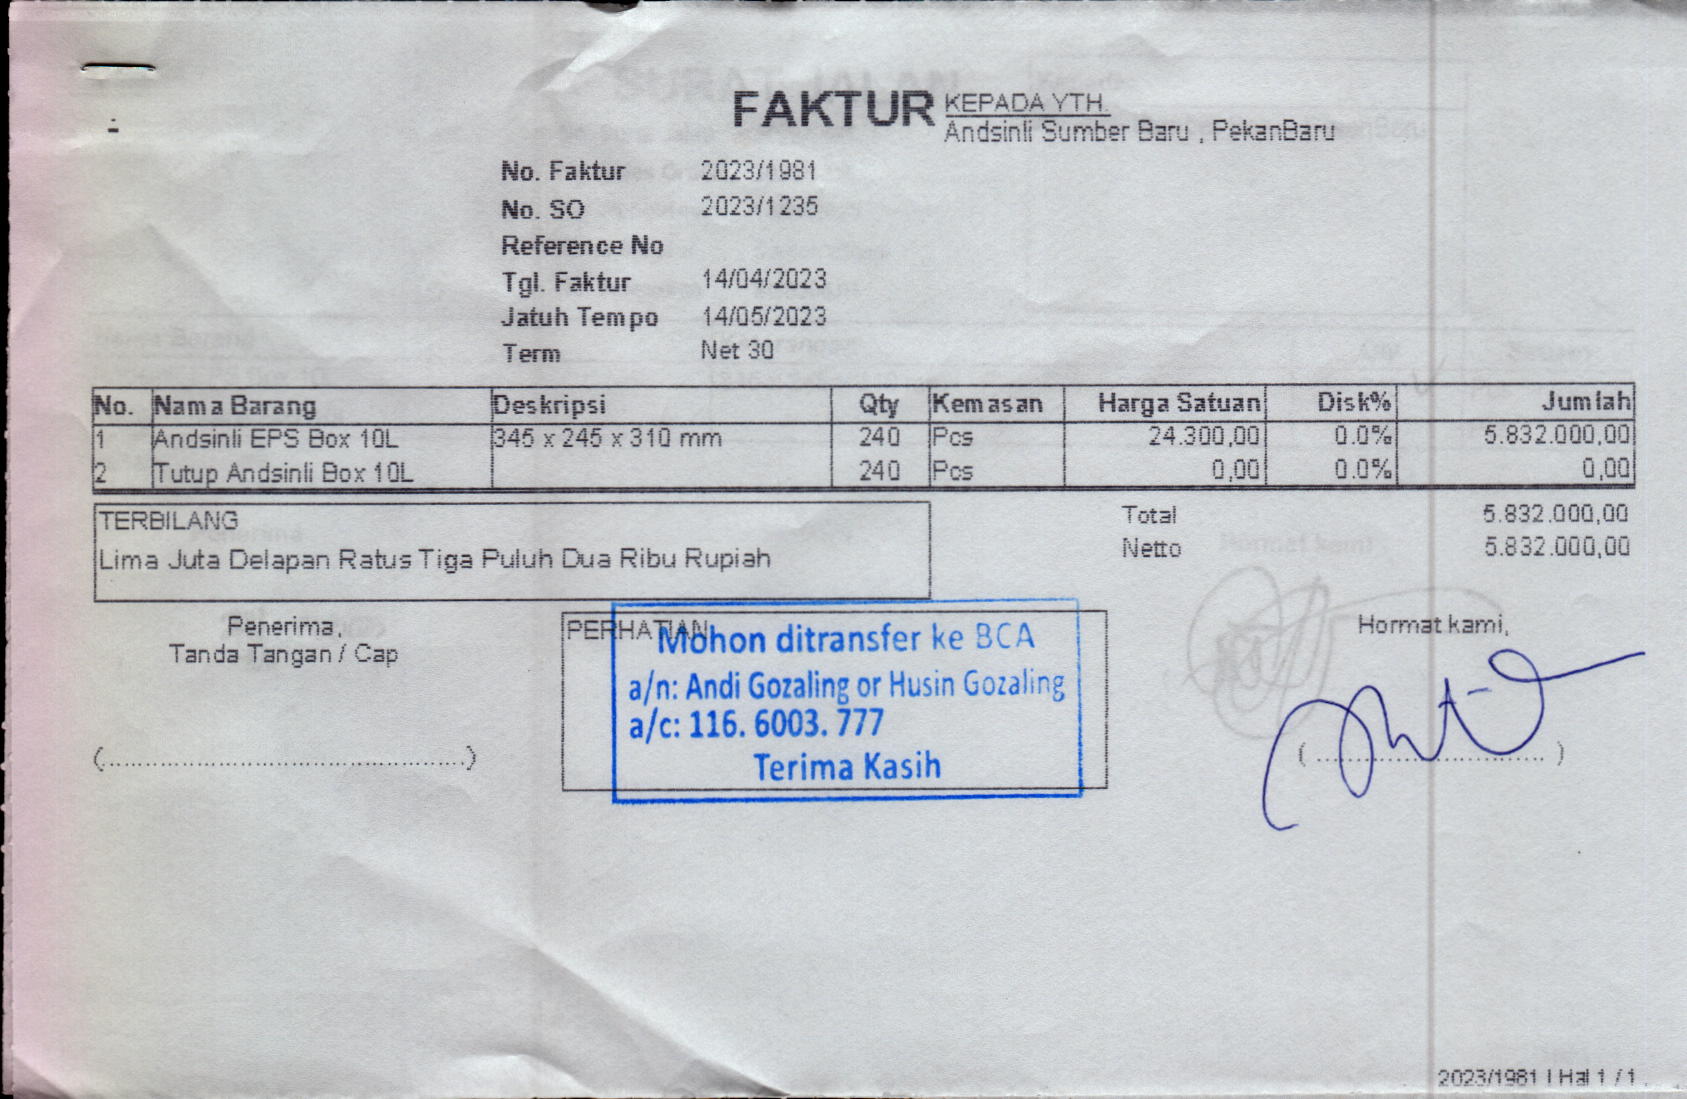 FAKTUR
KEPADA YTH.
Andsinli Sumber Baru , PekanBaru
No. Faktur 2023/1981
No. SO 2023/1235
Reference No
Tgl. Faktur 14/04/2023
Jatuh Tempo 14/05/2023
Term Net 30
No. Nama Barang Deskripsi Qty Kemasan Harga Satuan Disk% Jumlah
1 Andsinli EPS Box 10L 345 x 245 x 310 mm 240 Pcs 24.300,00 0.0% 5.832.000,00
2 Tutup Andsinli Box 10L 240 Pcs 0,00 0.0% 0,00
TERBILANG
Lima Juta Delapan Ratus Tiga Puluh Dua Ribu Rupiah
Total 5.832.000,00
Netto 5.832.000,00
Penerima,
Tanda Tangan / Cap
(............................................)
PERHATIAN
Mohon ditransfer ke BCA
a/n: Andi Gozaling or Husin Gozaling
a/c: 116. 6003. 777
Terima Kasih
Hormat kami,
(............................)
2023/1981 | Hal 1 / 1